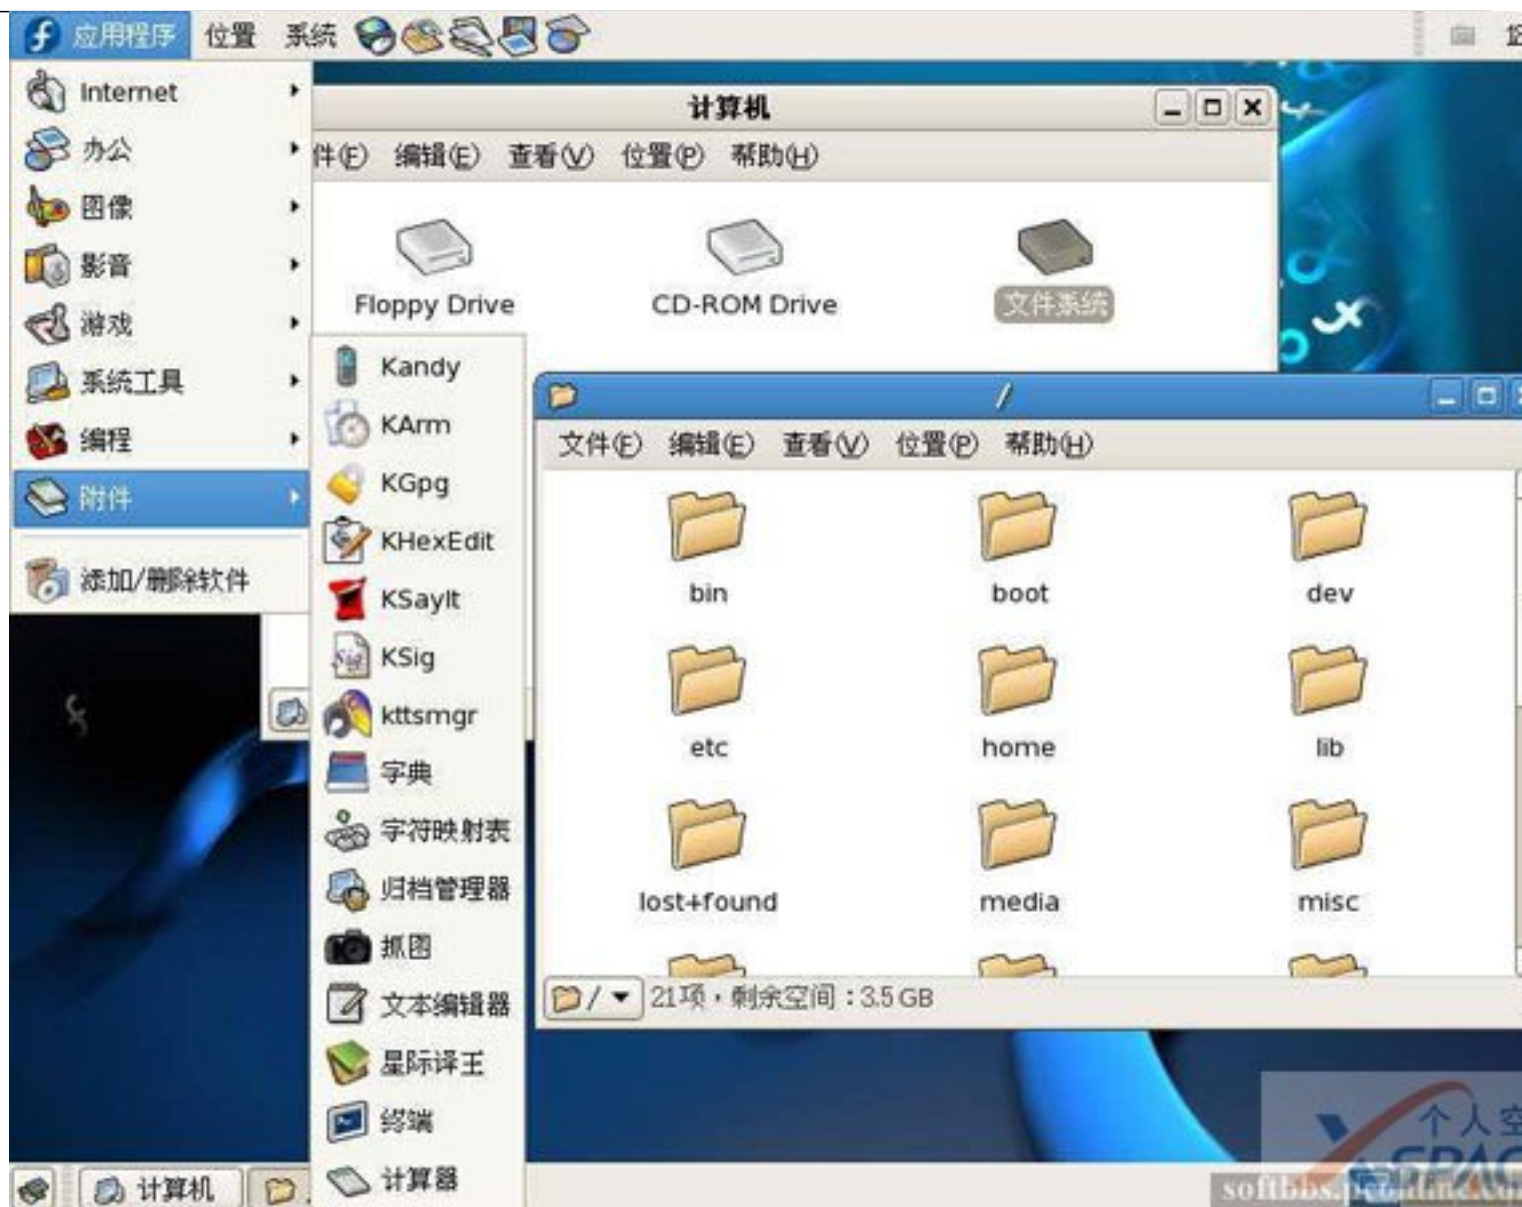 应用程序 位置 系统
Internet
办公
图像
影音
游戏
系统工具
编程
附件
添加/删除软件
计算机
件(F) 编辑(E) 查看(V) 位置(P) 帮助(H)
Floppy Drive CD-ROM Drive 文件系统
Kandy
KArm
KGpg
KHexEdit
KSayIt
KSig
kttsmgr
字典
字符映射表
归档管理器
抓图
文本编辑器
星际译王
终端
计算器
/
文件(F) 编辑(E) 查看(V) 位置(P) 帮助(H)
bin boot dev
etc home lib
lost+found media misc
/ 21项，剩余空间：3.5 GB
个人空
计算机